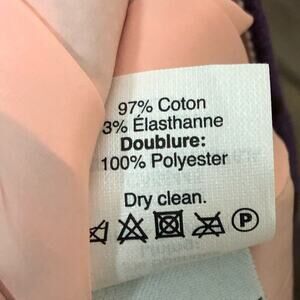 97% Coton
3% Élasthanne
Doublure:
100% Polyester
Dry clean.
P